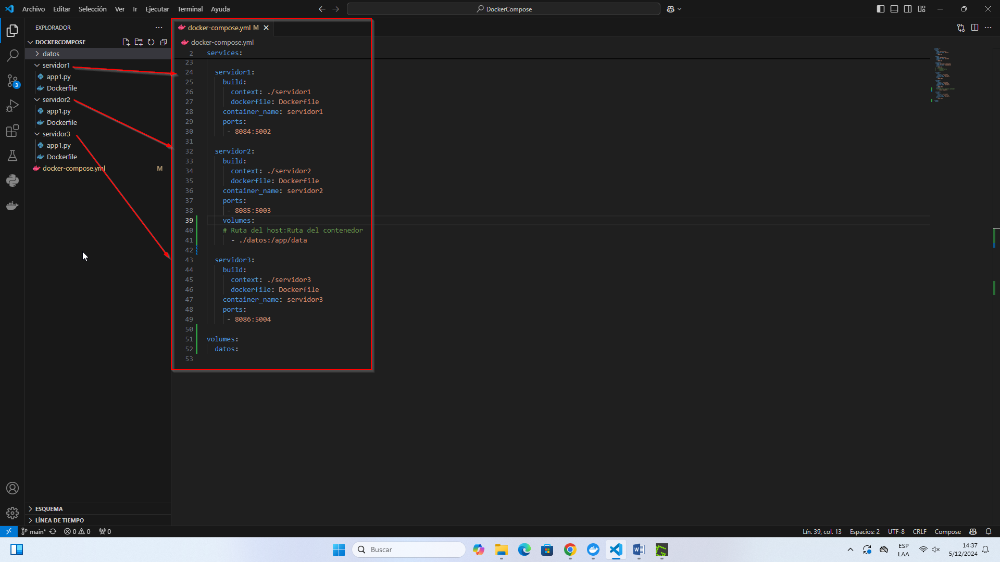 Archivo Editar Selección Ver Ir Ejecutar Terminal Ayuda
DockerCompose
EXPLORADOR
DOCKERCOMPOSE
datos
servidor1
app1.py
Dockerfile
servidor2
app1.py
Dockerfile
servidor3
app1.py
Dockerfile
docker-compose.yml M
3
docker-compose.yml M
docker-compose.yml
2 services:
23
24 servidor1:
25 build:
26 context: ./servidor1
27 dockerfile: Dockerfile
28 container_name: servidor1
29 ports:
30 - 8084:5002
31
32 servidor2:
33 build:
34 context: ./servidor2
35 dockerfile: Dockerfile
36 container_name: servidor2
37 ports:
38 - 8085:5003
39 volumes:
40 # Ruta del host:Ruta del contenedor
41 - ./datos:/app/data
42
43 servidor3:
44 build:
45 context: ./servidor3
46 dockerfile: Dockerfile
47 container_name: servidor3
48 ports:
49 - 8086:5004
50
51 volumes:
52 datos:
53
ESQUEMA
LÍNEA DE TIEMPO
main* 0 0 0
Lín. 39, col. 13 Espacios: 2 UTF-8 CRLF Compose
Buscar
ESP
LAA
14:37
5/12/2024